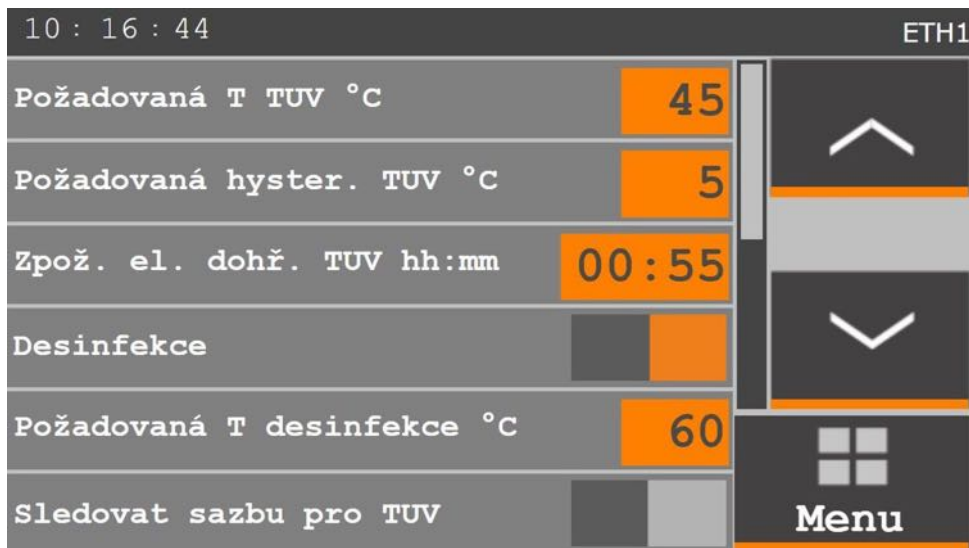 10 : 16 : 44 ETH1
Požadovaná T TUV °C 45
Požadovaná hyster. TUV °C 5
Zpož. el. dohř. TUV hh:mm 00:55
Desinfekce
Požadovaná T desinfekce °C 60
Sledovat sazbu pro TUV
Menu